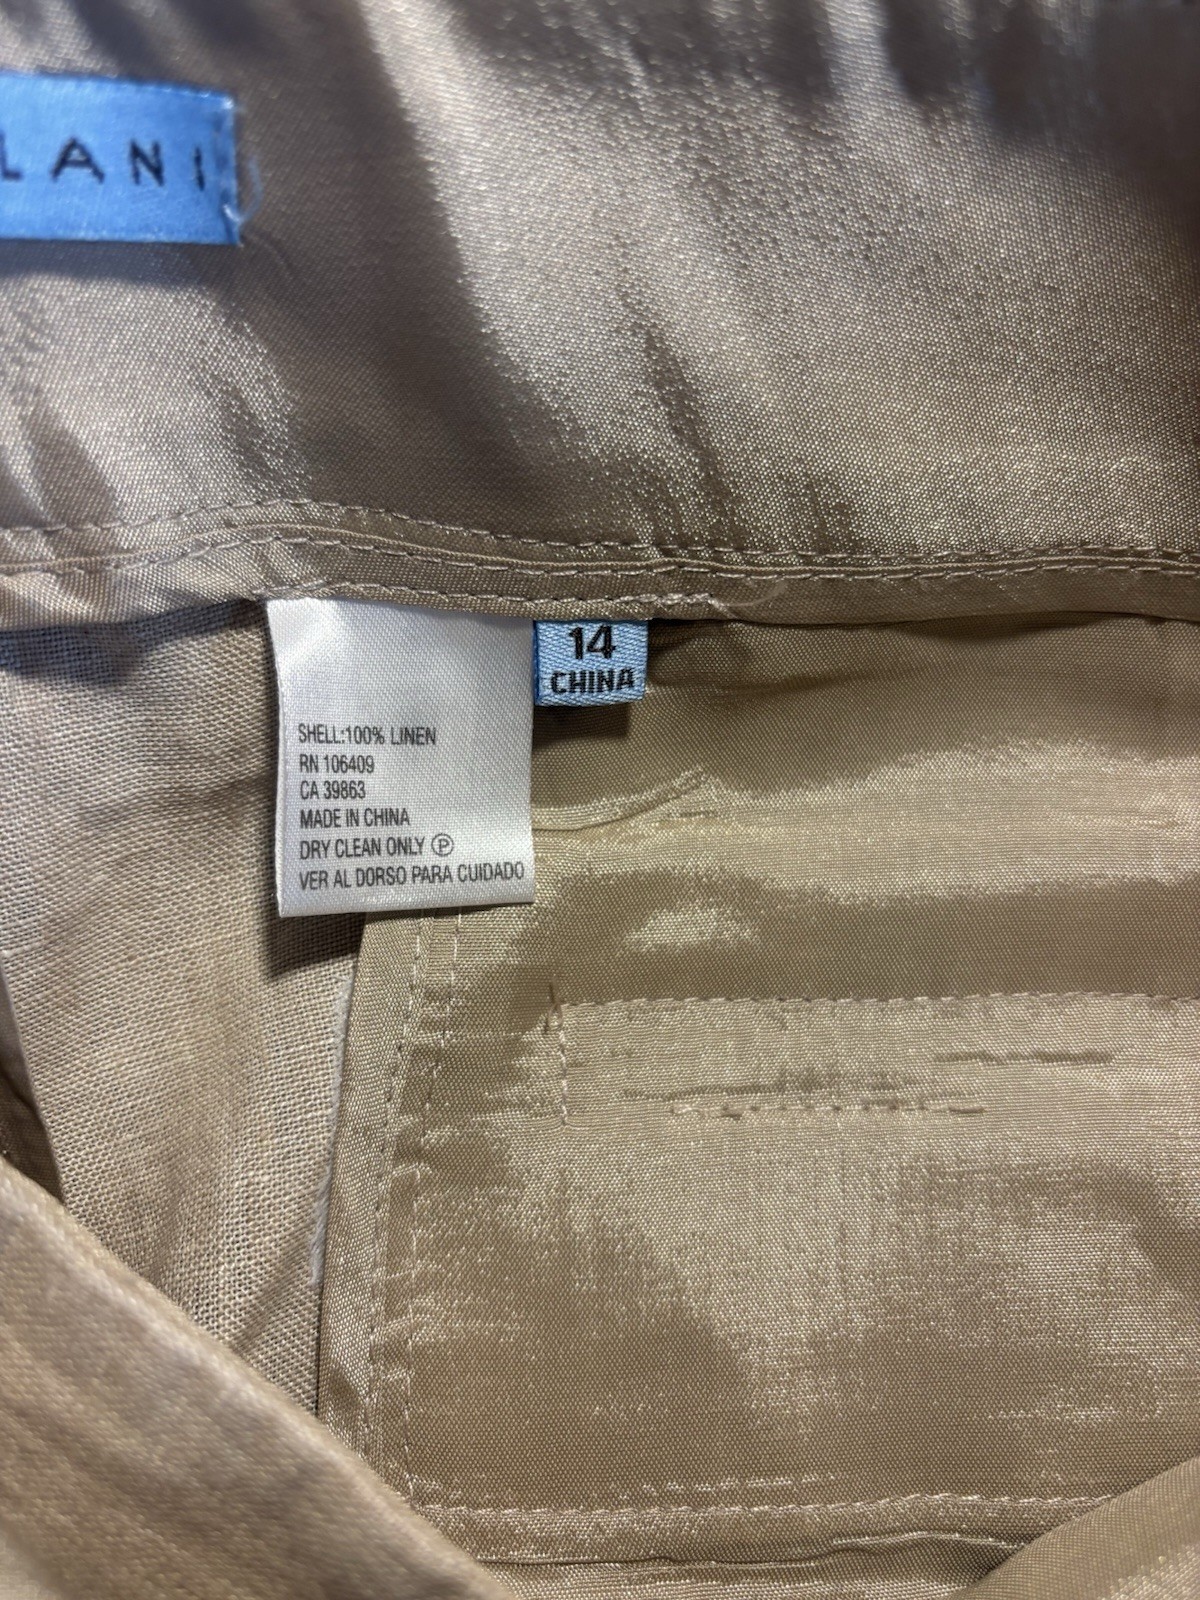 LANI
14
CHINA
SHELL:100% LINEN
RN 106409
CA 39863
MADE IN CHINA
DRY CLEAN ONLY Ⓟ
VER AL DORSO PARA CUIDADO